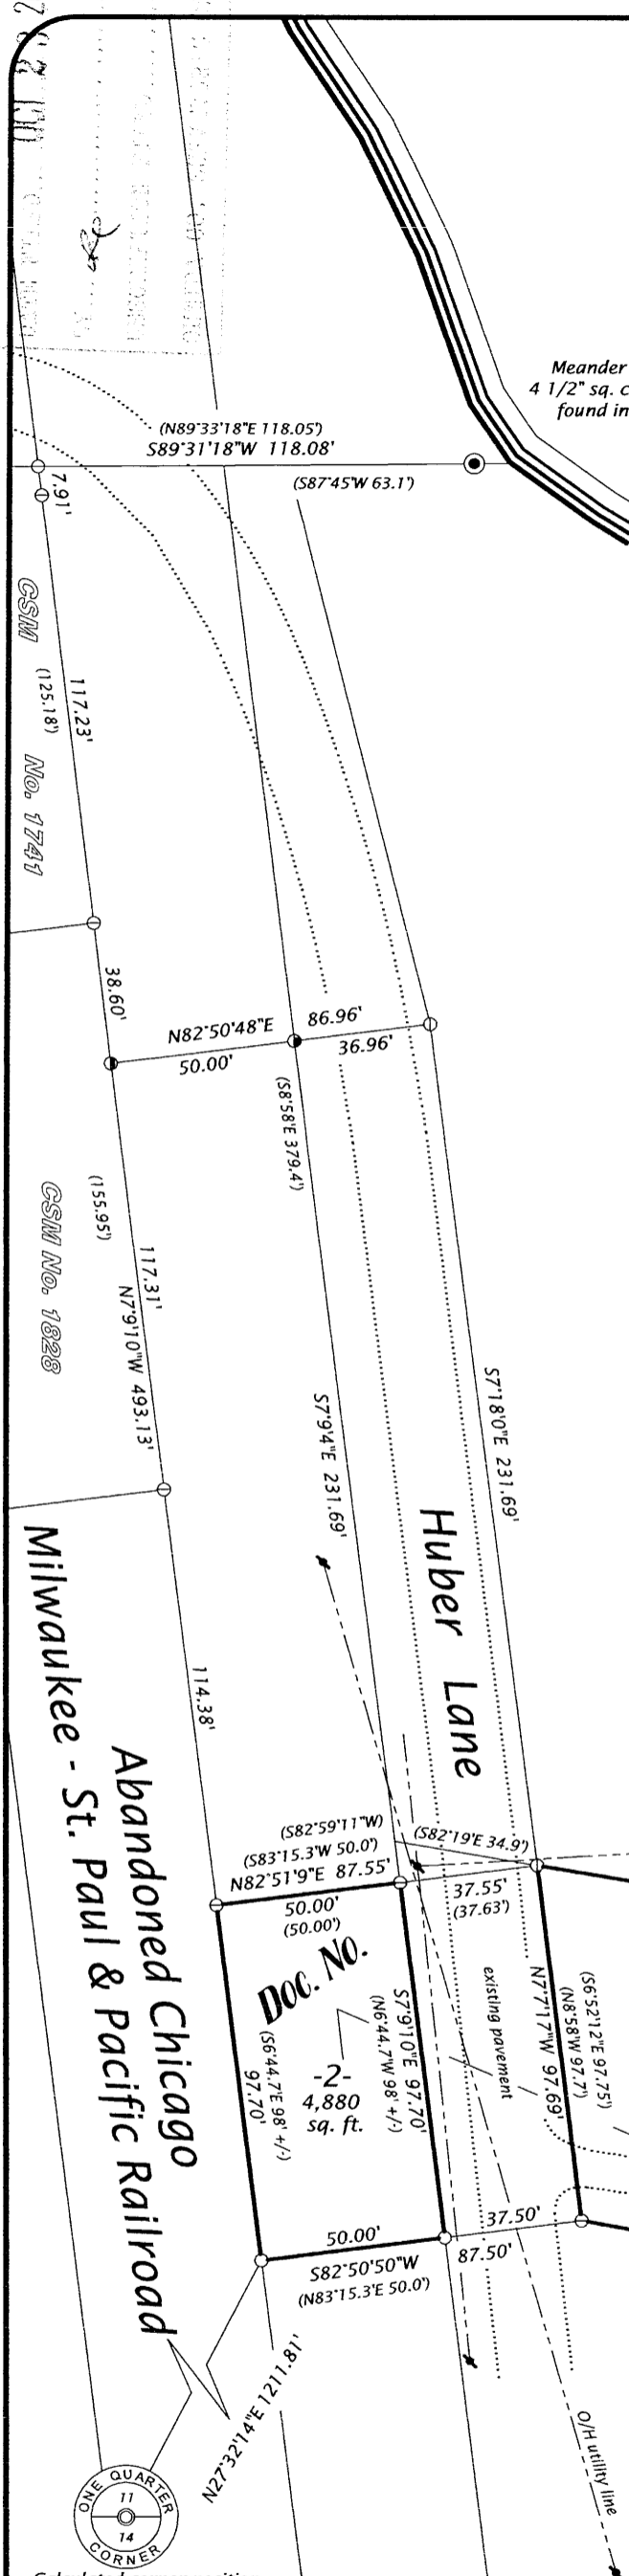 Meander
4 1/2" sq. c
found in
(N89°33'18"E 118.05')
S89°31'18"W 118.08'
(S87°45'W 63.1')
7.91'
CSM No. 1741
(125.18')
117.23'
38.60'
N82°50'48"E 86.96'
50.00'
36.96'
(S8°58'E 379.4')
(155.95')
CSM No. 1828
117.31'
N7°9'10"W 493.13'
S7°9'4"E 231.69'
S7°18'0"E 231.69'
Huber Lane
114.38'
Abandoned Chicago
Milwaukee - St. Paul & Pacific Railroad
(S82°59'11"W)
(S83°15.3'W 50.0')
N82°51'9"E 87.55'
50.00'
(50.00')
(S82°19'E 34.9')
37.55'
(37.63')
Doc. No.
-2-
4,880
sq. ft.
(S6°44.7'E 98' +/-)
97.70'
S7°9'10"E 97.70'
(N6°44.7'W 98' +/-)
existing pavement
(S6°52'12"E 97.75')
(N8°58'W 97.7')
N7°7'17"W 97.69'
50.00'
37.50'
S82°50'50"W 87.50'
(N83°15.3'E 50.0')
N27°32'14"E 1211.81'
O/H utility line
ONE QUARTER
11
14
CORNER